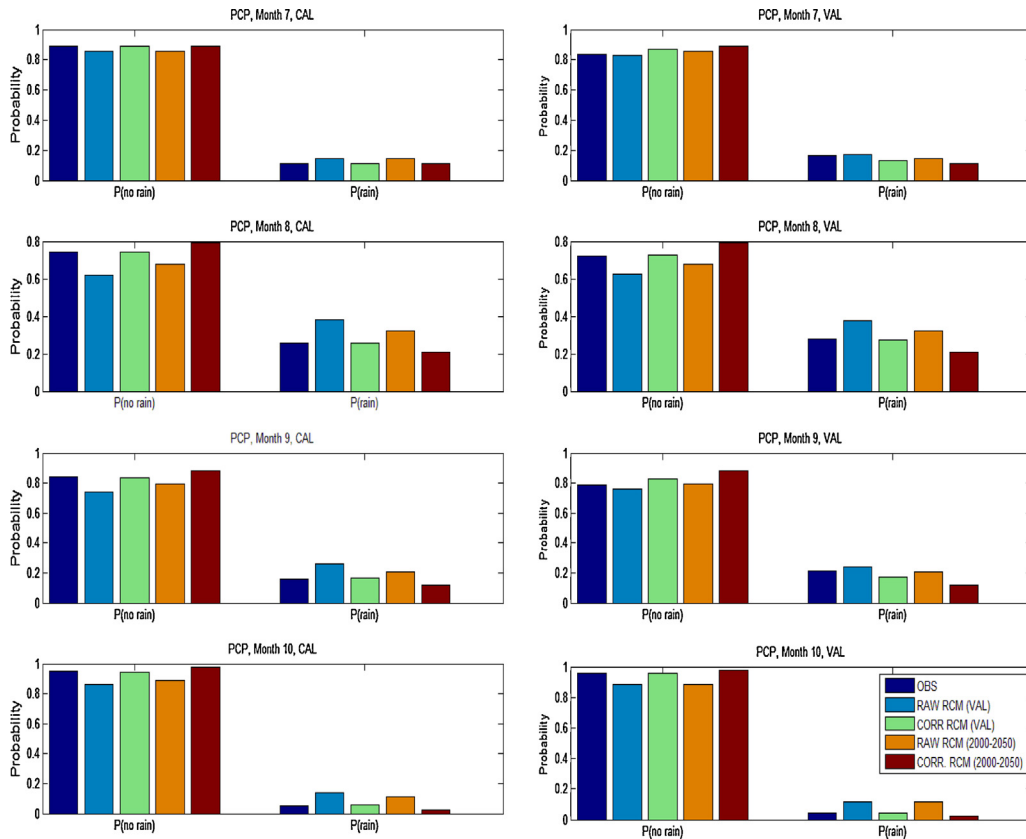 PCP, Month 7, CAL
Probability
1
0.8
0.6
0.4
0.2
0
P(no rain)
P(rain)
PCP, Month 7, VAL
Probability
1
0.8
0.6
0.4
0.2
0
P(no rain)
P(rain)
PCP, Month 8, CAL
Probability
0.8
0.6
0.4
0.2
0
P(no rain)
P(rain)
PCP, Month 8, VAL
Probability
0.8
0.6
0.4
0.2
0
P(no rain)
P(rain)
PCP, Month 9, CAL
Probability
1
0.8
0.6
0.4
0.2
0
P(no rain)
P(rain)
PCP, Month 9, VAL
Probability
1
0.8
0.6
0.4
0.2
0
P(no rain)
P(rain)
PCP, Month 10, CAL
Probability
1
0.8
0.6
0.4
0.2
0
P(no rain)
P(rain)
PCP, Month 10, VAL
Probability
1
0.8
0.6
0.4
0.2
0
P(no rain)
P(rain)
OBS
RAW RCM (VAL)
CORR RCM (VAL)
RAW RCM (2000-2050)
CORR. RCM (2000-2050)